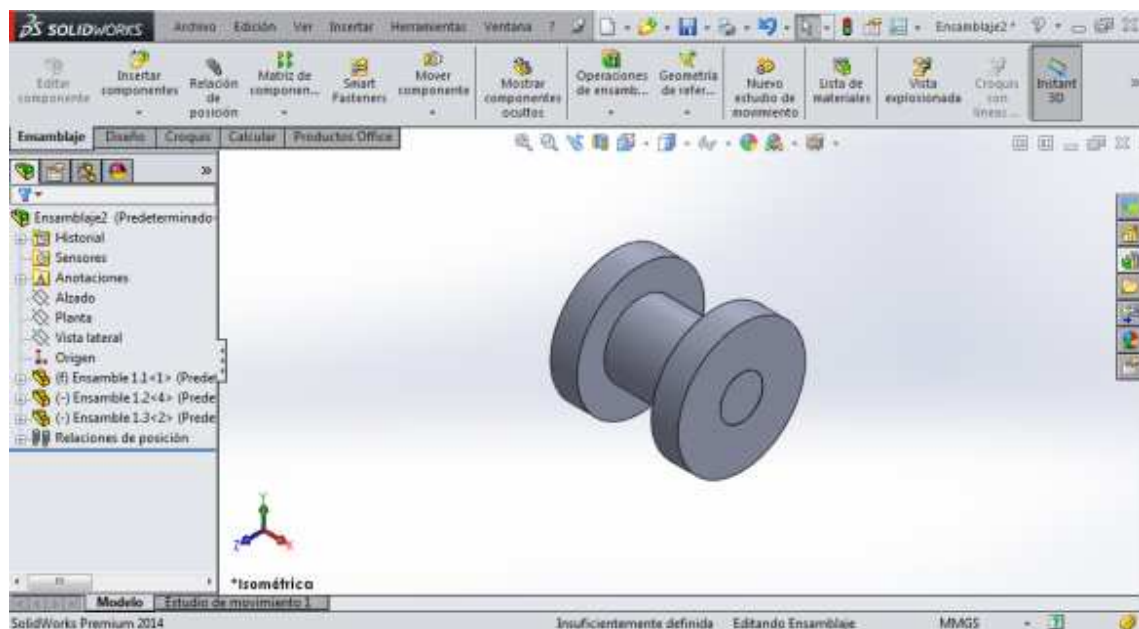 SOLIDWORKS Archivo Edición Ver Insertar Herramientas Ventana ? Ensamblaje2 *
Editar componente
Insertar componentes
Relación de posición
Matriz de componen...
Smart Fasteners
Mover componente
Mostrar componentes ocultos
Operaciones de ensamb...
Geometría de refer...
Nuevo estudio de movimiento
Lista de materiales
Vista explosionada
Croquis con líneas ...
Instant 3D
Ensamblaje Diseño Croquis Calcular Productos Office
Ensamblaje2 (Predeterminado
Historial
Sensores
Anotaciones
Alzado
Planta
Vista lateral
Origen
(f) Ensamble 1.1<1> (Prede
(-) Ensamble 1.2<4> (Prede
(-) Ensamble 1.3<2> (Prede
Relaciones de posición
Y
Z X
*Isométrica
Modelo Estudio de movimiento 1
SolidWorks Premium 2014 Insuficientemente definida Editando Ensamblaje MMGS